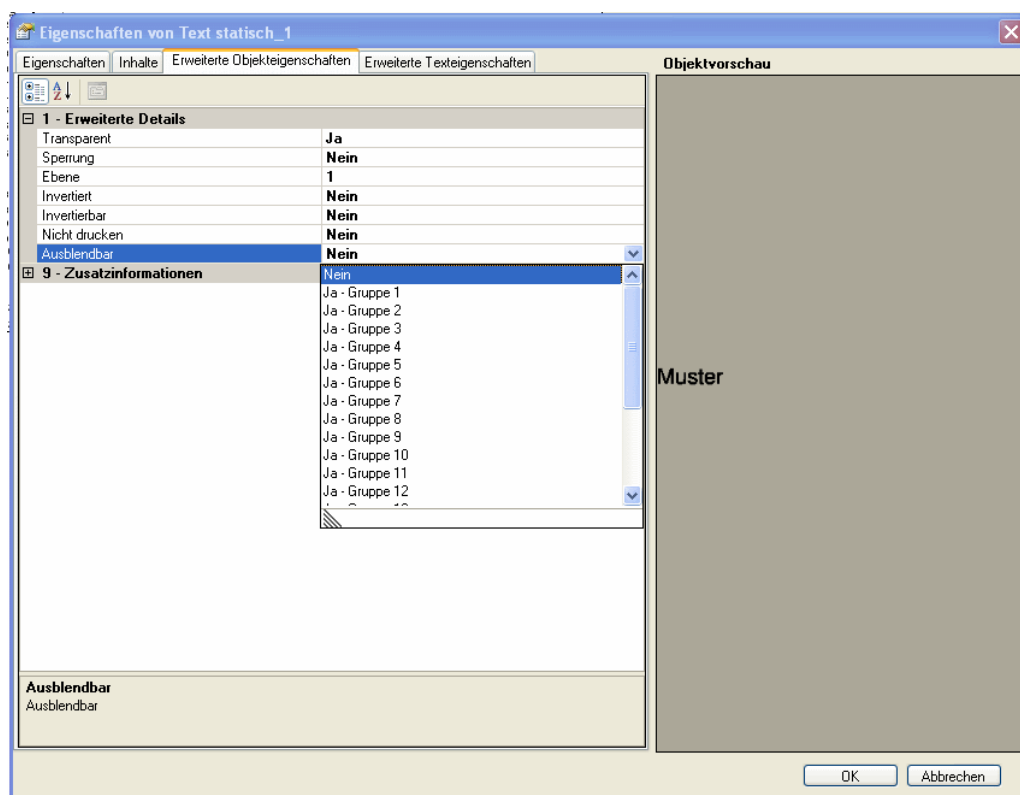 Eigenschaften von Text statisch_1
Eigenschaften Inhalte Erweiterte Objekteigenschaften Erweiterte Texteigenschaften
Objektvorschau
1 - Erweiterte Details
Transparent Ja
Sperrung Nein
Ebene 1
Invertiert Nein
Invertierbar Nein
Nicht drucken Nein
Ausblendbar Nein
9 - Zusatzinformationen
Nein
Ja - Gruppe 1
Ja - Gruppe 2
Ja - Gruppe 3
Ja - Gruppe 4
Ja - Gruppe 5
Ja - Gruppe 6
Ja - Gruppe 7
Ja - Gruppe 8
Ja - Gruppe 9
Ja - Gruppe 10
Ja - Gruppe 11
Ja - Gruppe 12
Muster
Ausblendbar
Ausblendbar
OK Abbrechen